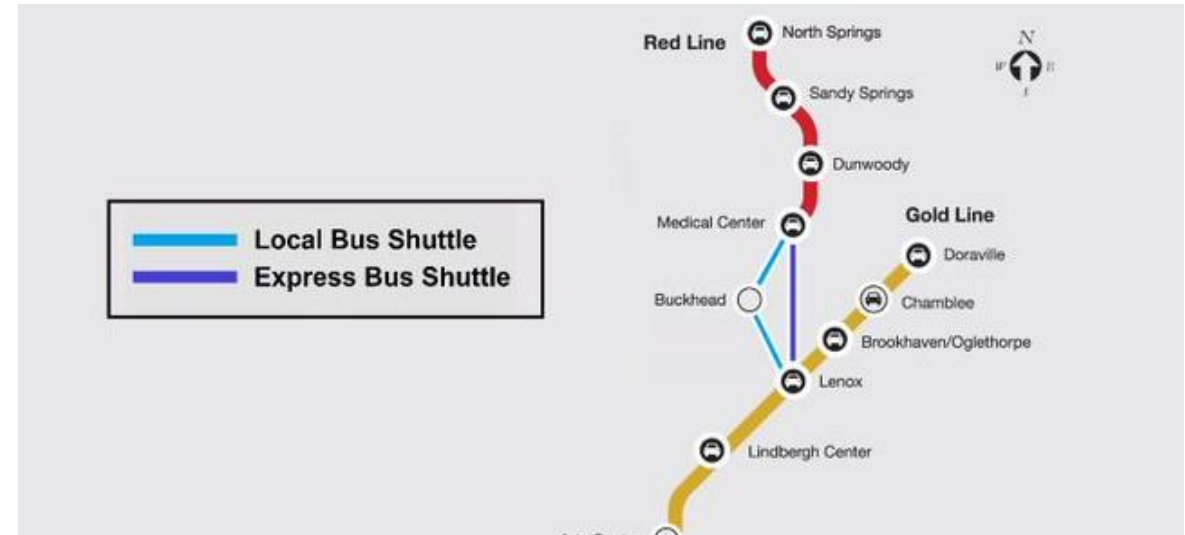 Red Line
North Springs
N
W
S
Sandy Springs
Dunwoody
Medical Center
Gold Line
Local Bus Shuttle
Express Bus Shuttle
Doraville
Buckhead
Chamblee
Brookhaven/Oglethorpe
Lenox
Lindbergh Center